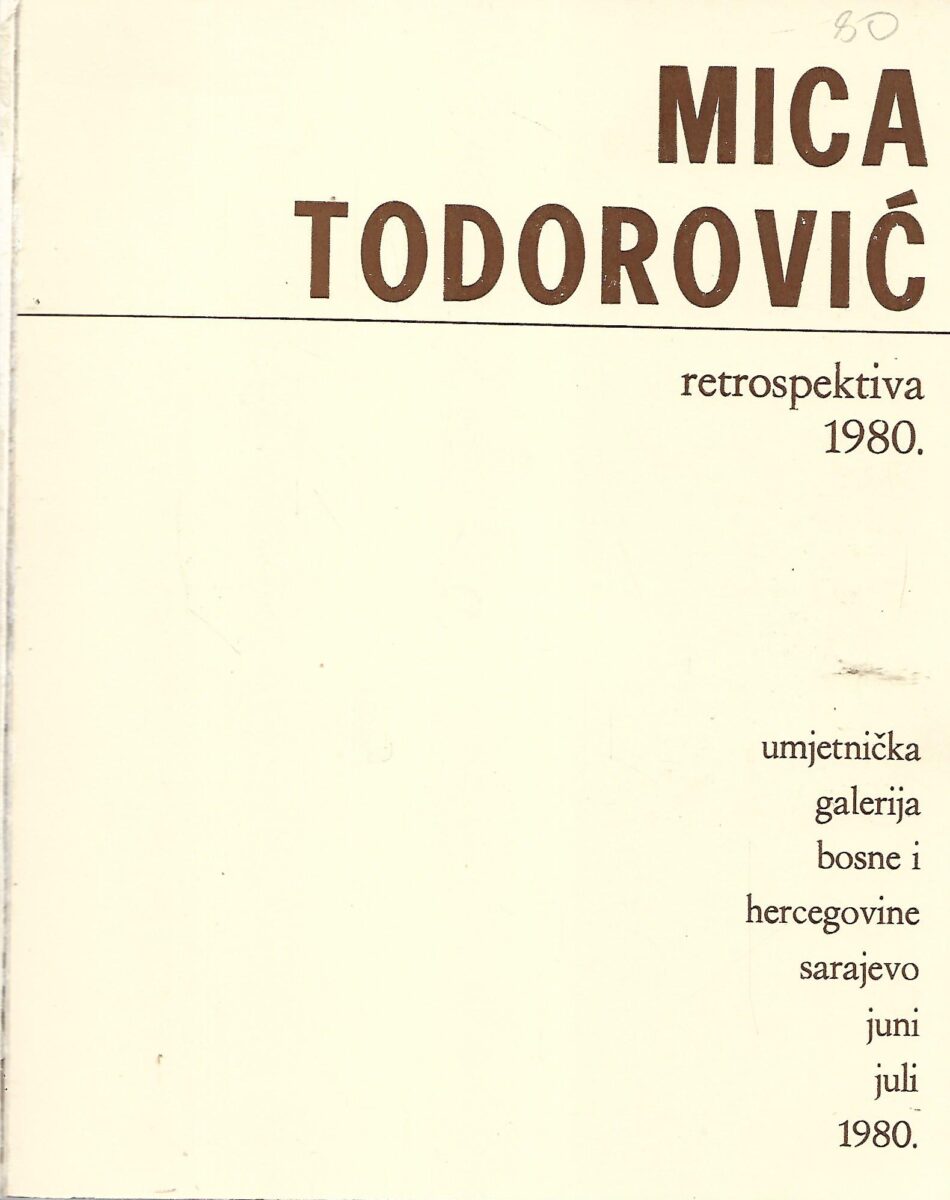 80
MICA
TODOROVIĆ
retrospektiva
1980.
umjetnička
galerija
bosne i
hercegovine
sarajevo
juni
juli
1980.